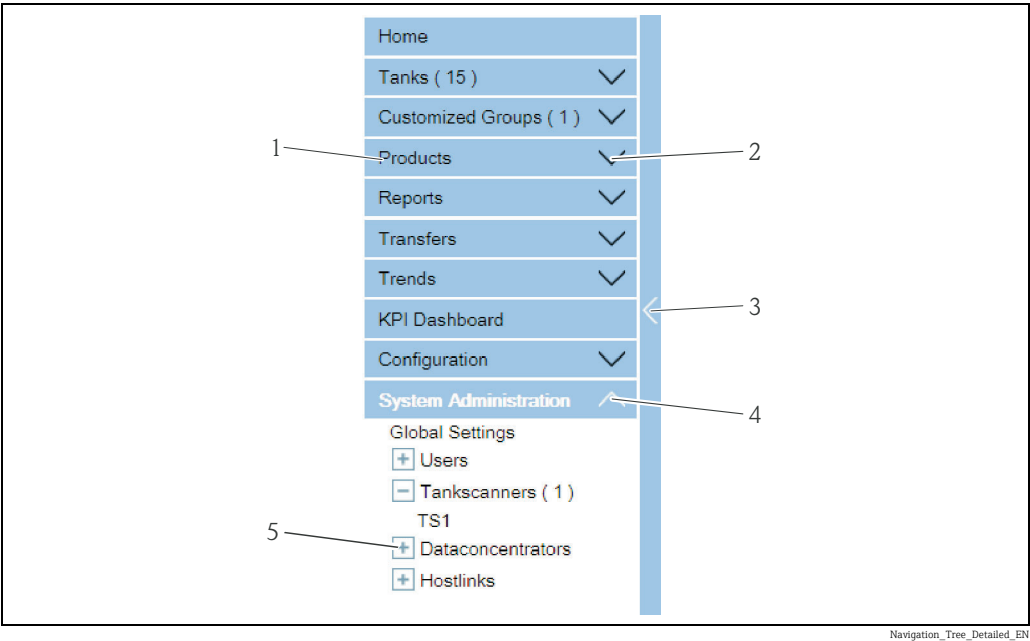 Home
Tanks ( 15 )
Customized Groups ( 1 )
1
Products
2
Reports
Transfers
Trends
3
KPI Dashboard
Configuration
System Administration
4
Global Settings
+ Users
- Tankscanners ( 1 )
TS1
5
+ Dataconcentrators
+ Hostlinks
Navigation_Tree_Detailed_EN